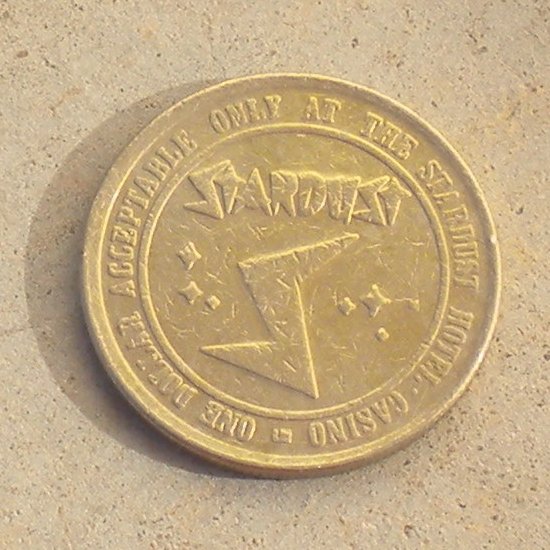 ONE DOLLAR ACCEPTABLE ONLY AT THE STARDUST HOTEL · CASINO
STARDUST